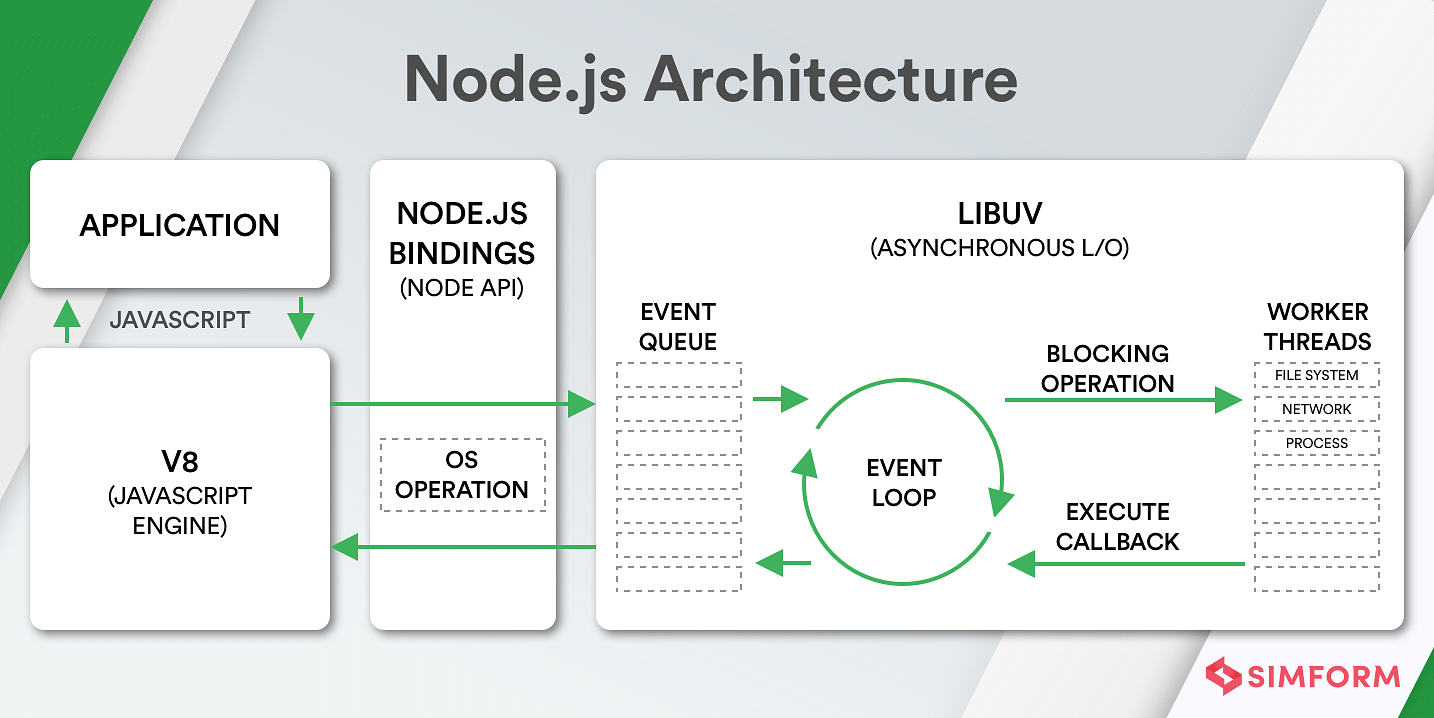 Node.js Architecture
APPLICATION
JAVASCRIPT
V8
(JAVASCRIPT
ENGINE)
NODE.JS
BINDINGS
(NODE API)
OS
OPERATION
LIBUV
(ASYNCHRONOUS L/O)
EVENT
QUEUE
EVENT
LOOP
BLOCKING
OPERATION
EXECUTE
CALLBACK
WORKER
THREADS
FILE SYSTEM
NETWORK
PROCESS
SIMFORM